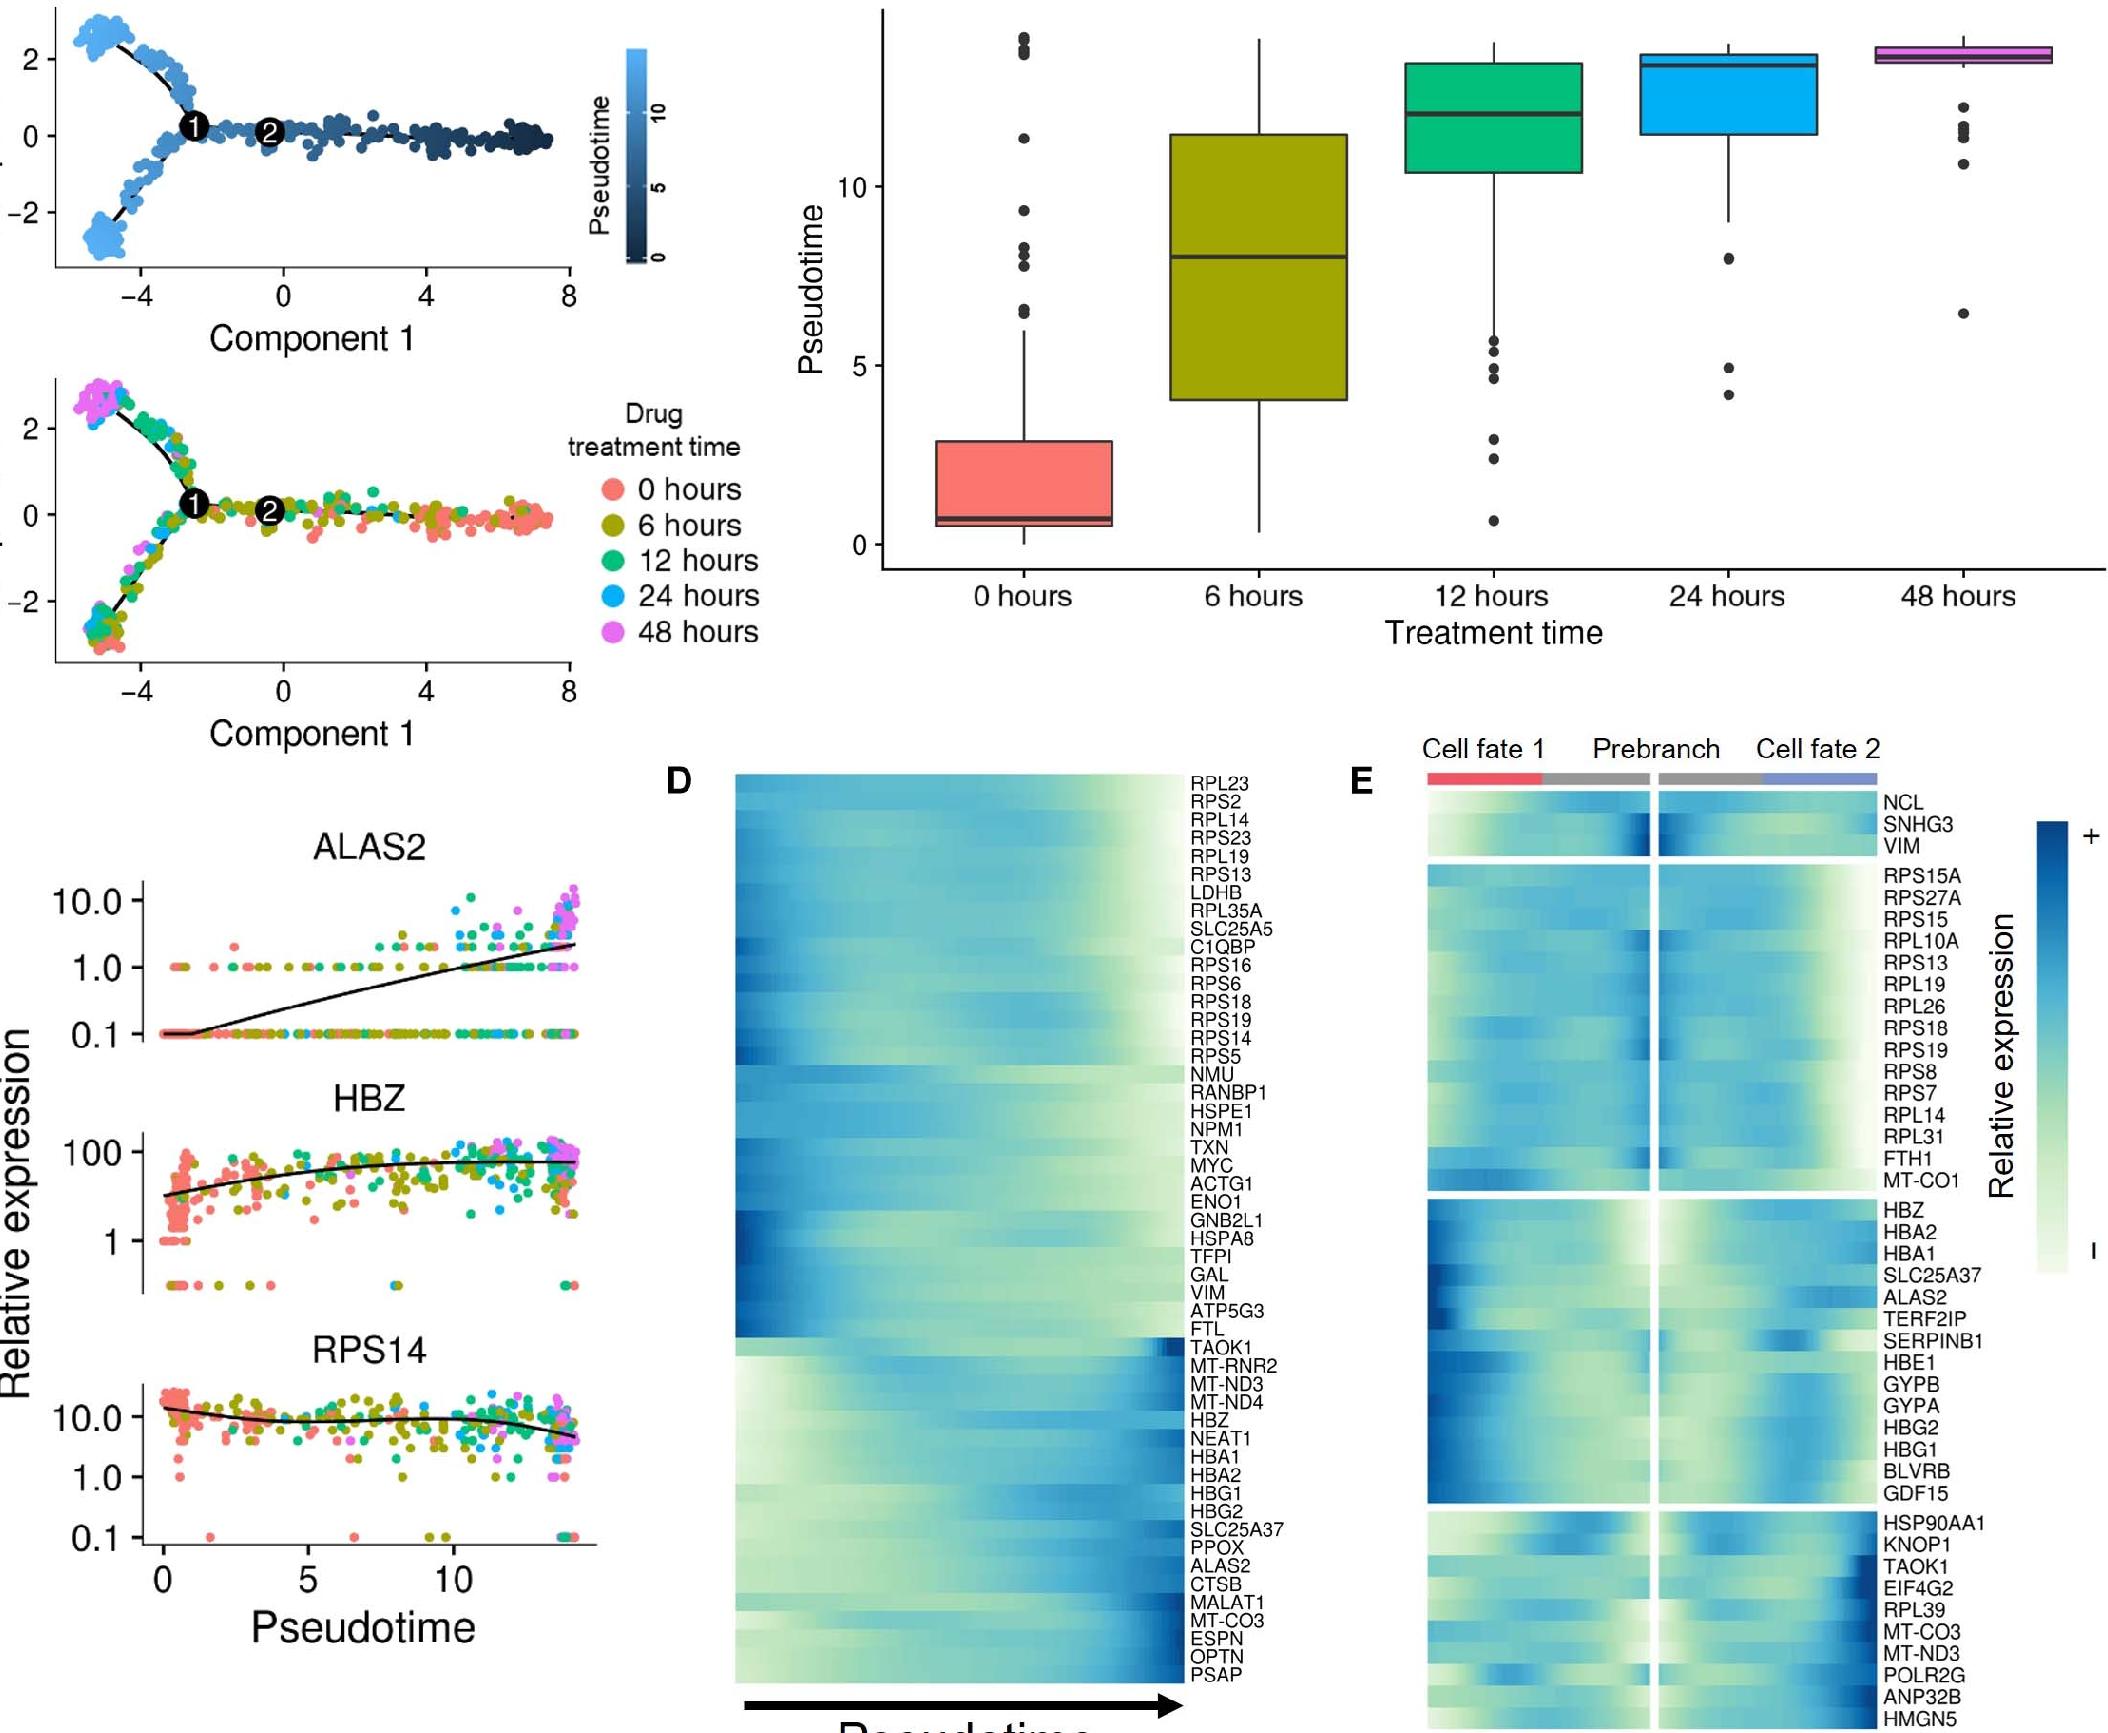 2
0
−2
1
2
−4
0
4
8
Component 1
Pseudotime
10
5
0
2
0
−2
1
2
−4
0
4
8
Component 1
Drug
treatment time
0 hours
6 hours
12 hours
24 hours
48 hours
Pseudotime
10
5
0
0 hours
6 hours
12 hours
24 hours
48 hours
Treatment time
Relative expression
ALAS2
10.0
1.0
0.1
HBZ
100
1
RPS14
10.0
1.0
0.1
0
5
10
Pseudotime
D
RPL23
RPS2
RPL14
RPS23
RPL19
RPS13
LDHB
RPL35A
SLC25A5
C1QBP
RPS16
RPS6
RPS18
RPS19
RPS14
RPS5
NMU
RANBP1
HSPE1
NPM1
TXN
MYC
ACTG1
ENO1
GNB2L1
HSPA8
TFPI
GAL
VIM
ATP5G3
FTL
TAOK1
MT-RNR2
MT-ND3
MT-ND4
HBZ
NEAT1
HBA1
HBA2
HBG1
HBG2
SLC25A37
PPOX
ALAS2
CTSB
MALAT1
MT-CO3
ESPN
OPTN
PSAP
Pseudotime
E
Cell fate 1 Prebranch Cell fate 2
NCL
SNHG3
VIM
RPS15A
RPS27A
RPS15
RPL10A
RPS13
RPL19
RPL26
RPS18
RPS19
RPS8
RPS7
RPL14
RPL31
FTH1
MT-CO1
HBZ
HBA2
HBA1
SLC25A37
ALAS2
TERF2IP
SERPINB1
HBE1
GYPB
GYPA
HBG2
HBG1
BLVRB
GDF15
HSP90AA1
KNOP1
TAOK1
EIF4G2
RPL39
MT-CO3
MT-ND3
POLR2G
ANP32B
HMGN5
Relative expression
+
−